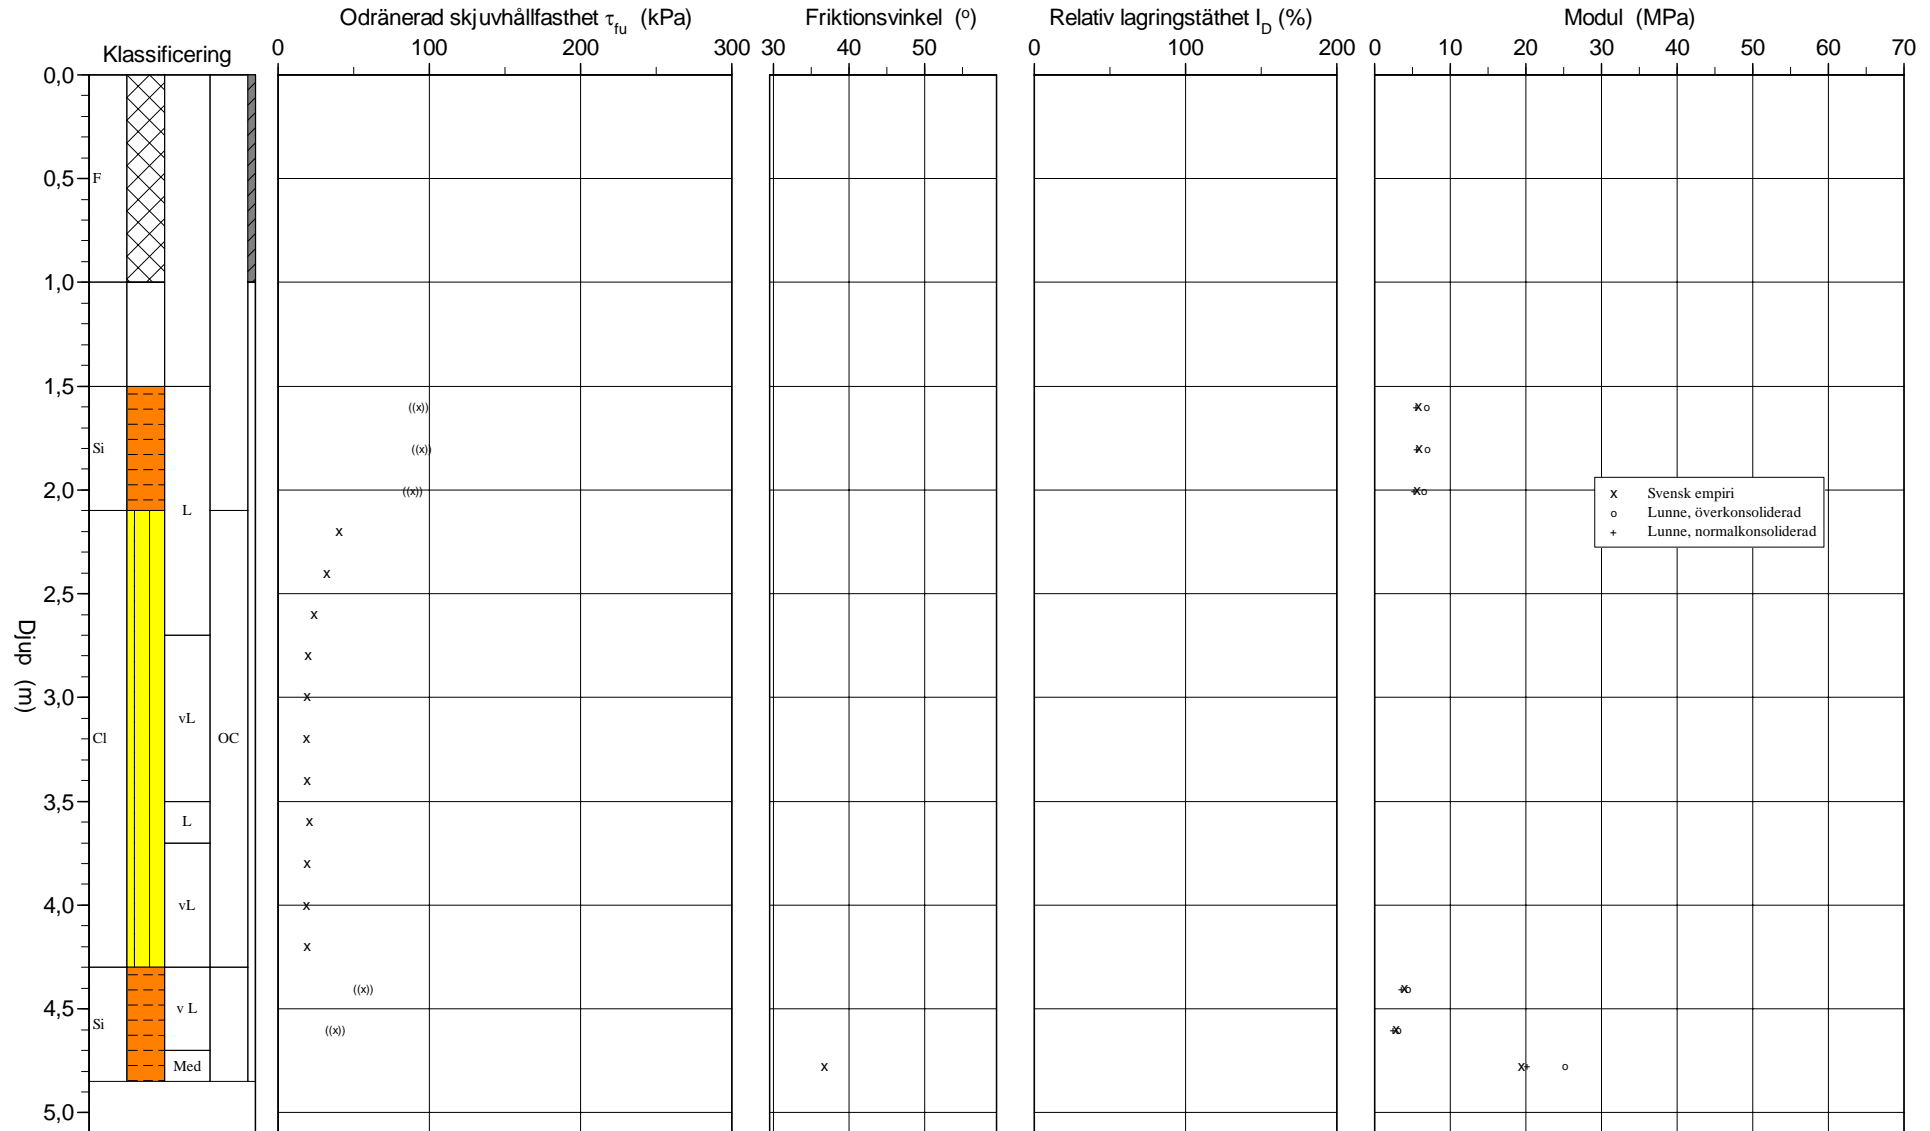 Odränerad skjuvhållfasthet τfu (kPa)
Friktionsvinkel (°)
Relativ lagringstäthet ID (%)
Modul (MPa)
Klassificering
0 100 200 300
30 40 50
0 100 200
0 10 20 30 40 50 60 70
Djup (m)
0,0
0,5
1,0
1,5
2,0
2,5
3,0
3,5
4,0
4,5
5,0
F
Si
Cl
Si
L
vL
L
vL
v L
Med
OC
((x))
((x))
((x))
x
x
x
x
x
x
x
x
x
x
x
((x))
((x))
x
x Svensk empiri
o Lunne, överkonsoliderad
+ Lunne, normalkonsoliderad